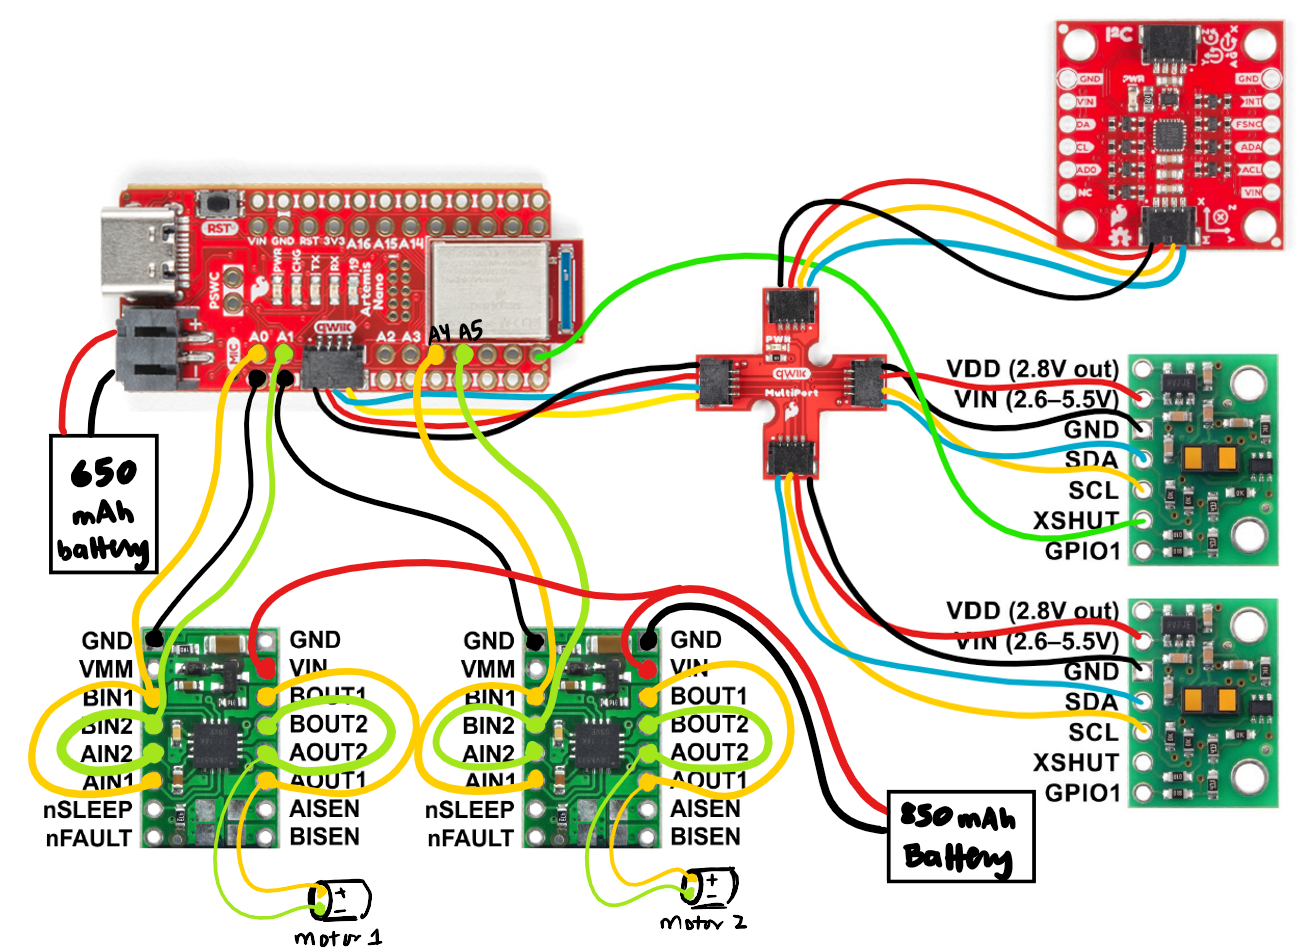 I²C
GND
PWR
GND
VIN
INT
DA
FSNC
CL
ADA
AD0
ACL
NC
VIN
X
Z
Y
RST
VIN GND RST 3V3 A16 A15 A14
PSWC
PWR
CHG
TX
RX
19
Artemis
Nano
MIC
A0 A1
qwiic
A2 A3 A4 A5
+
PWR
qwiic
MultiPort
650
mAh
battery
VDD (2.8V out)
VIN (2.6–5.5V)
GND
SDA
SCL
XSHUT
GPIO1
VDD (2.8V out)
VIN (2.6–5.5V)
GND
SDA
SCL
XSHUT
GPIO1
GND
VMM
BIN1
BIN2
AIN2
AIN1
nSLEEP
nFAULT
GND
VIN
BOUT1
BOUT2
AOUT2
AOUT1
AISEN
BISEN
GND
VMM
BIN1
BIN2
AIN2
AIN1
nSLEEP
nFAULT
GND
VIN
BOUT1
BOUT2
AOUT2
AOUT1
AISEN
BISEN
850 mAh
Battery
+
-
motor 1
+
-
motor 2